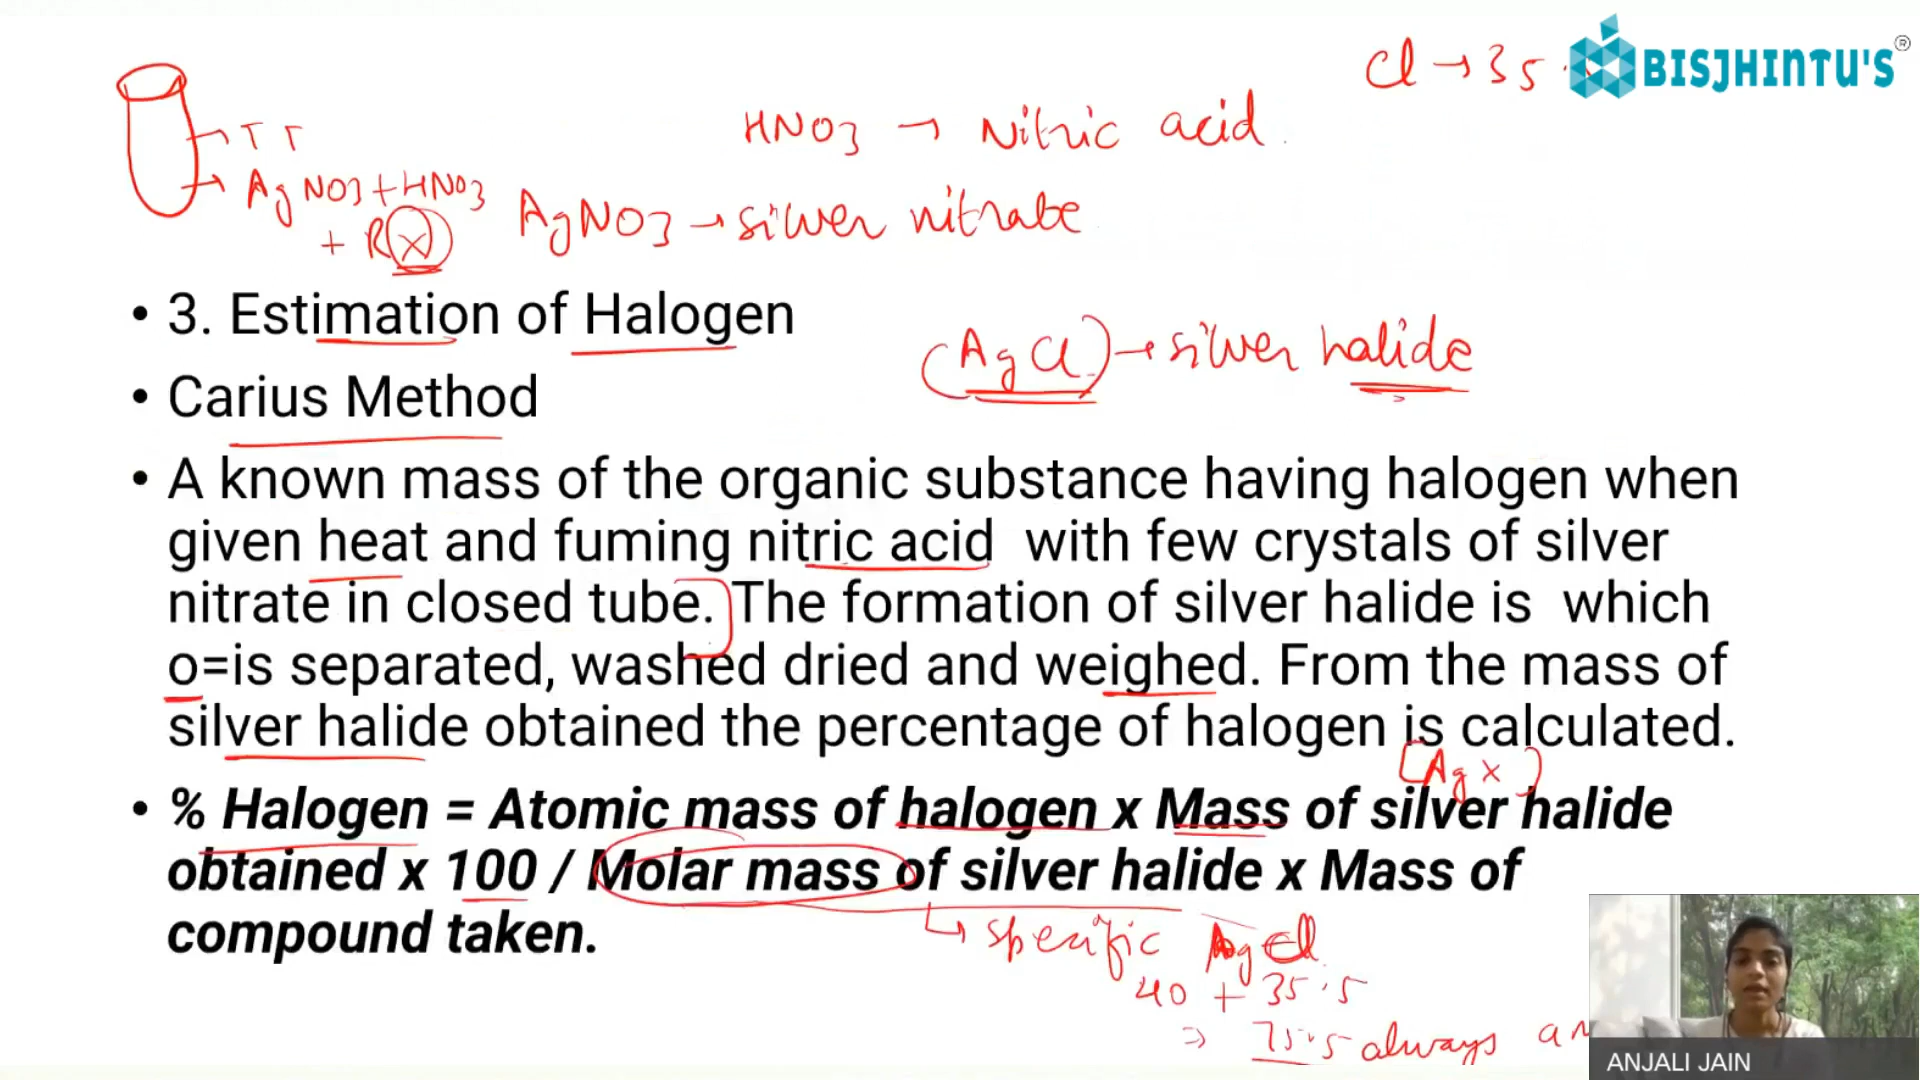 Cl → 35.
BISJHINTU'S®
HNO3 → Nitric acid
TT
AgNO3 + HNO3
+ R(X)
AgNO3 → silver nitrate
• 3. Estimation of Halogen
(AgCl) → silver halide
• Carius Method
• A known mass of the organic substance having halogen when
given heat and fuming nitric acid with few crystals of silver
nitrate in closed tube. The formation of silver halide is which
o=is separated, washed dried and weighed. From the mass of
silver halide obtained the percentage of halogen is calculated.
[Agx]
• % Halogen = Atomic mass of halogen x Mass of silver halide
obtained x 100 / Molar mass of silver halide x Mass of
compound taken.
specific AgCl
40 + 35.5
⇒ 75.5 always
ANJALI JAIN